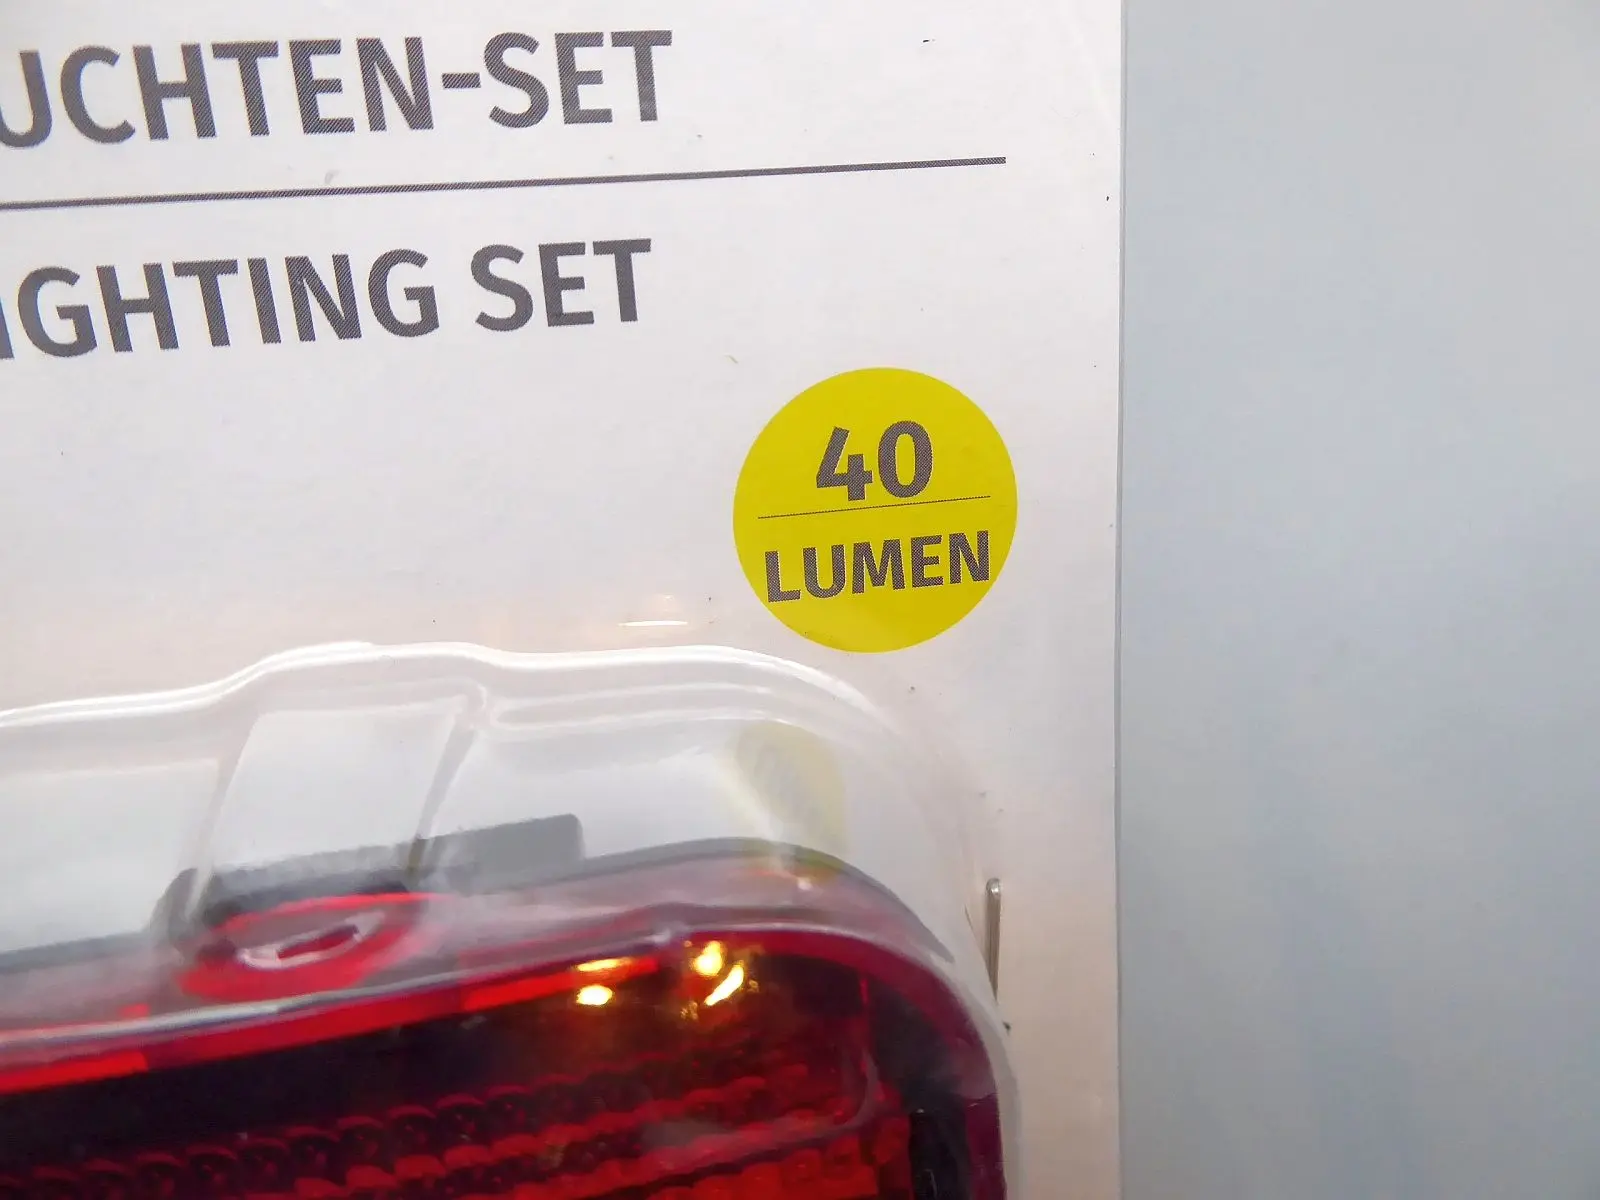 UCHTEN-SET
IGHTING SET
40
LUMEN